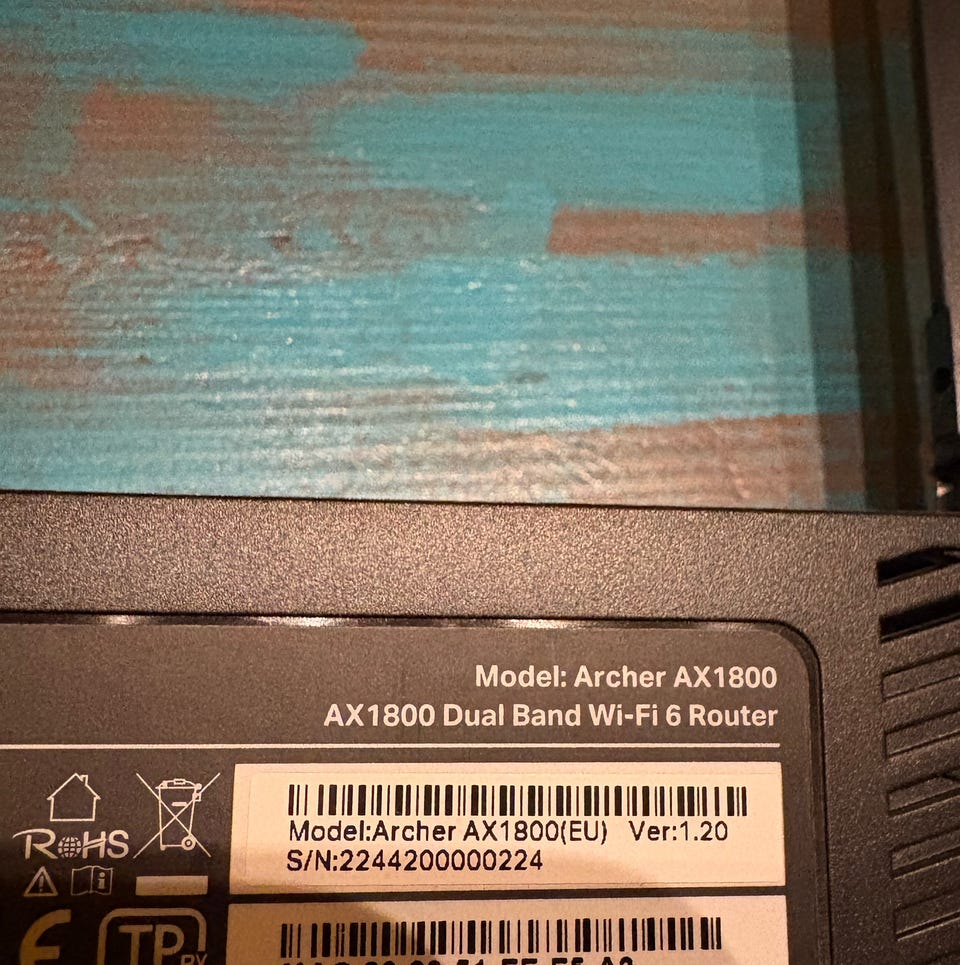 Model: Archer AX1800
AX1800 Dual Band Wi-Fi 6 Router
RoHS
Model:Archer AX1800(EU) Ver:1.20
S/N:2244200000224
TP